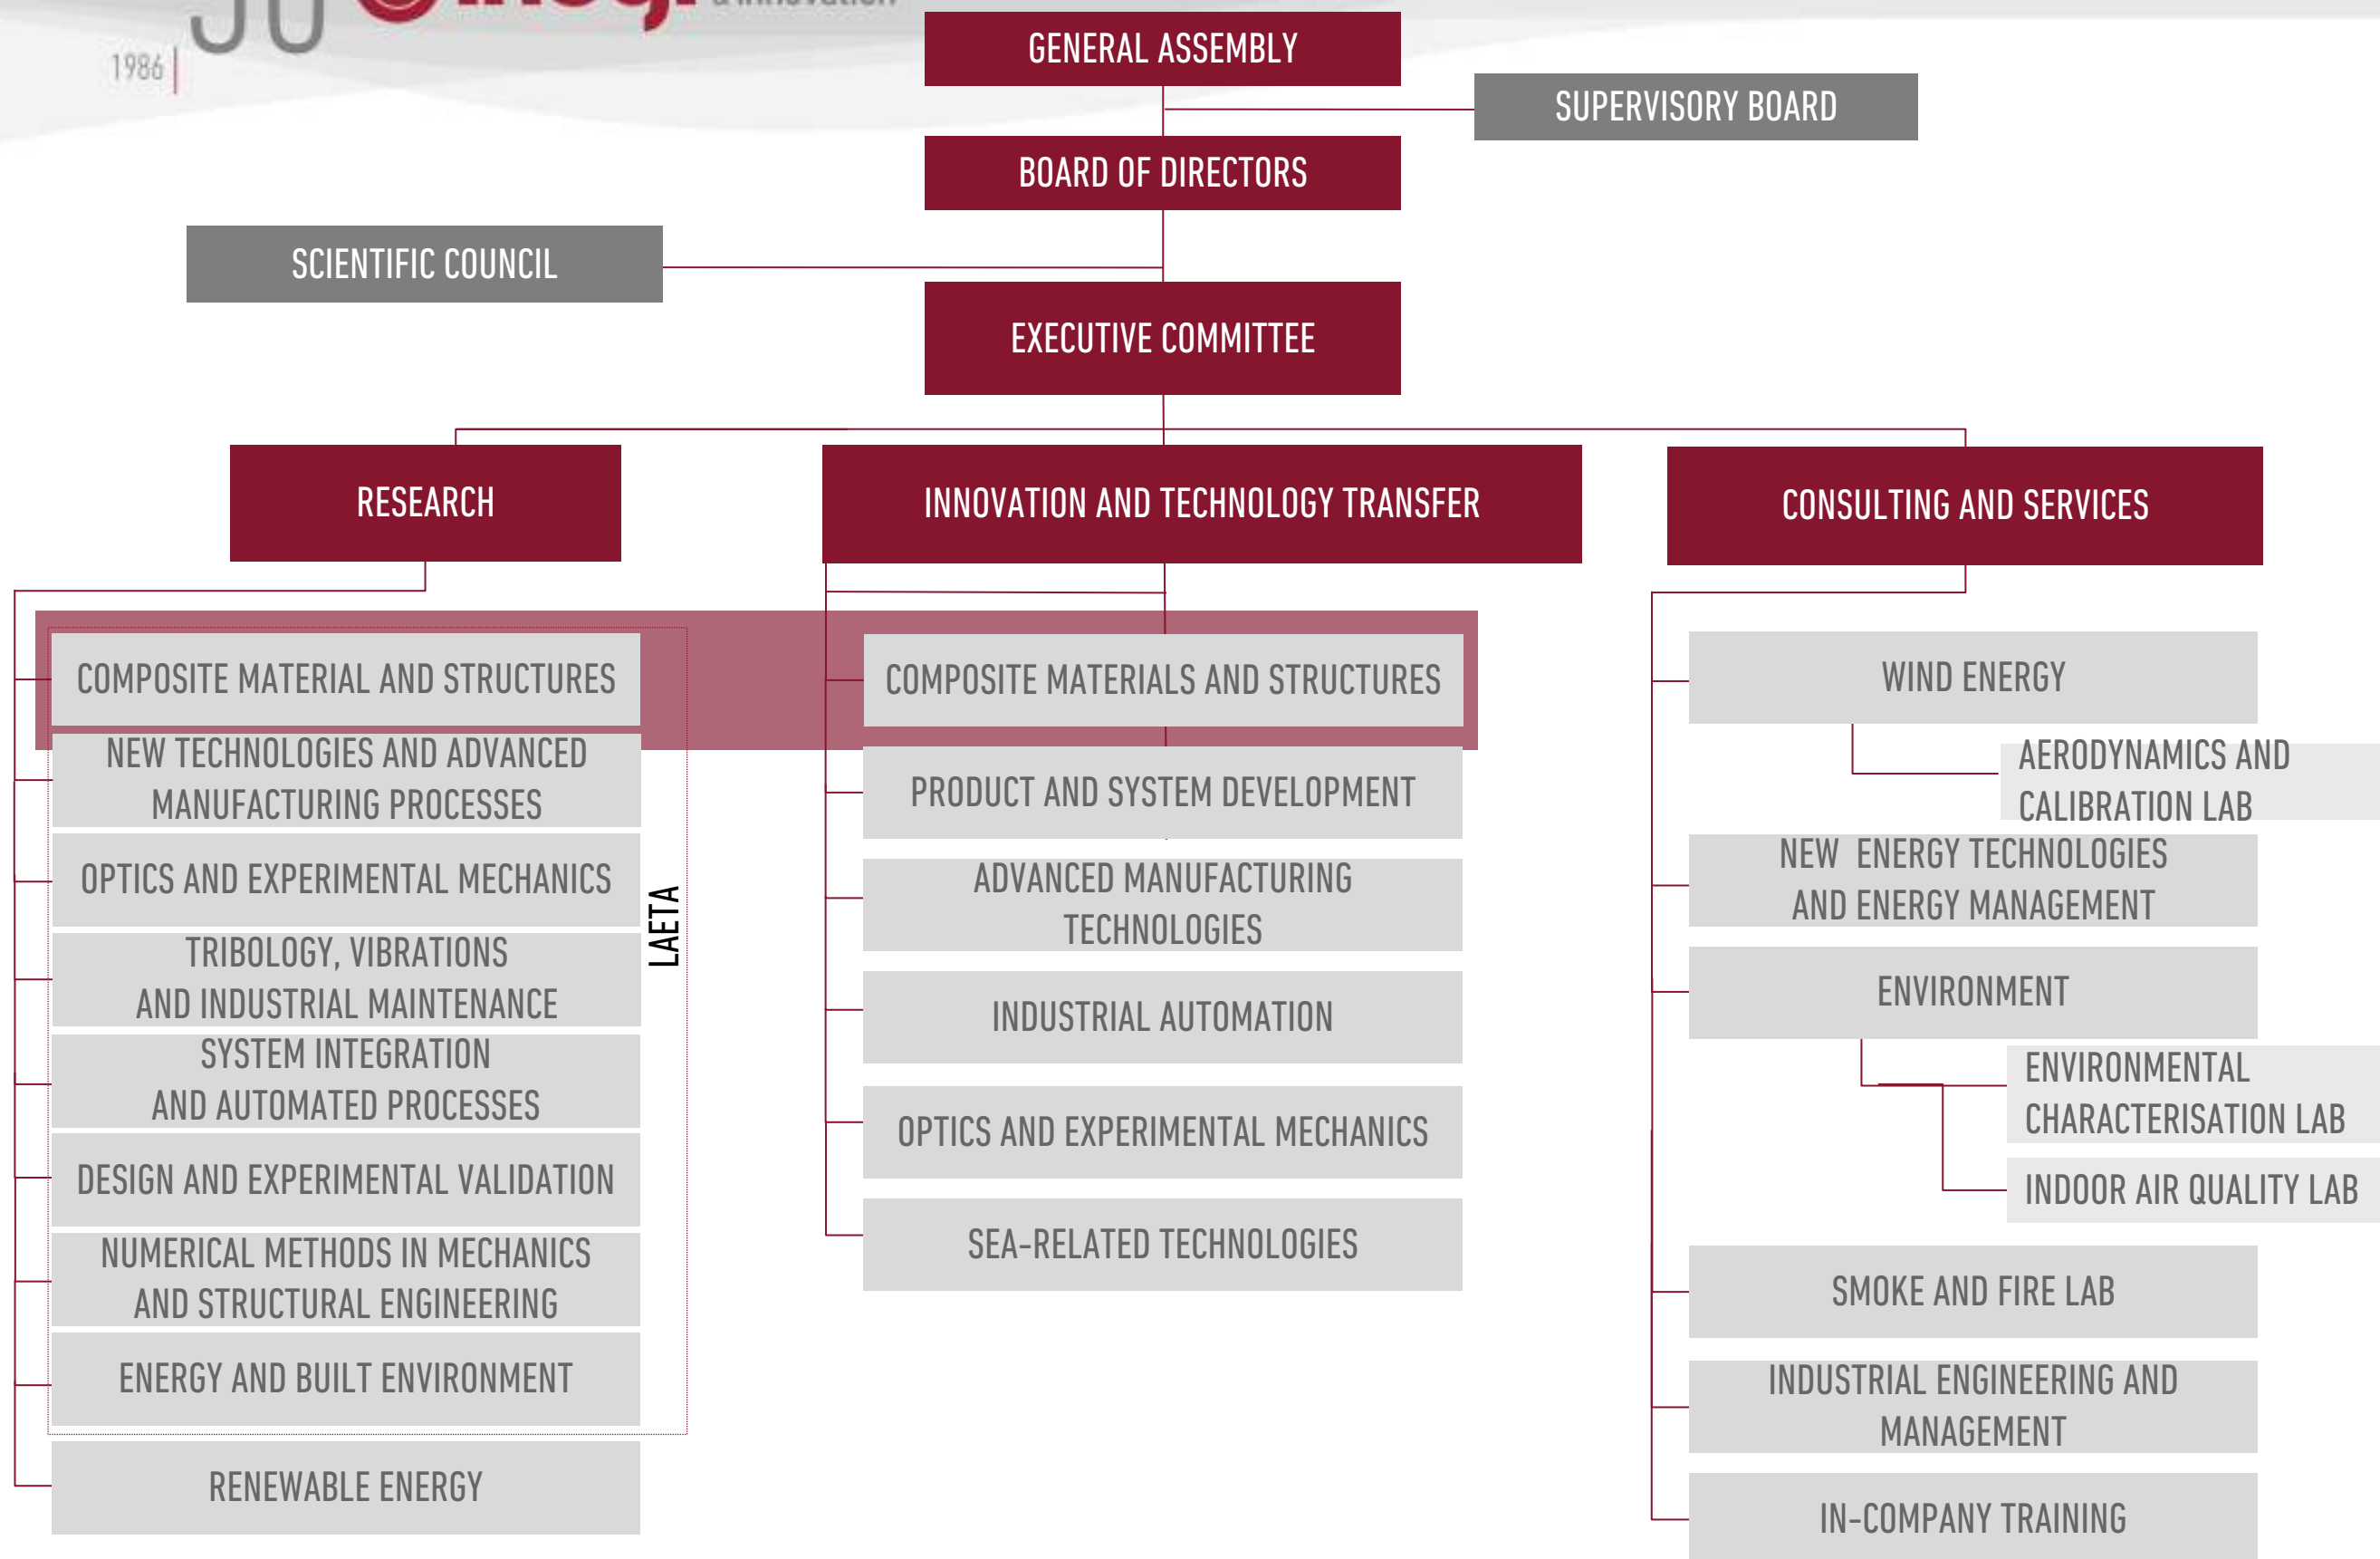 & innovation
1986
GENERAL ASSEMBLY
SUPERVISORY BOARD
BOARD OF DIRECTORS
SCIENTIFIC COUNCIL
EXECUTIVE COMMITTEE
RESEARCH
INNOVATION AND TECHNOLOGY TRANSFER
CONSULTING AND SERVICES
COMPOSITE MATERIAL AND STRUCTURES
NEW TECHNOLOGIES AND ADVANCED
MANUFACTURING PROCESSES
OPTICS AND EXPERIMENTAL MECHANICS
TRIBOLOGY, VIBRATIONS
AND INDUSTRIAL MAINTENANCE
SYSTEM INTEGRATION
AND AUTOMATED PROCESSES
DESIGN AND EXPERIMENTAL VALIDATION
NUMERICAL METHODS IN MECHANICS
AND STRUCTURAL ENGINEERING
ENERGY AND BUILT ENVIRONMENT
RENEWABLE ENERGY
LAETA
COMPOSITE MATERIALS AND STRUCTURES
PRODUCT AND SYSTEM DEVELOPMENT
ADVANCED MANUFACTURING
TECHNOLOGIES
INDUSTRIAL AUTOMATION
OPTICS AND EXPERIMENTAL MECHANICS
SEA-RELATED TECHNOLOGIES
WIND ENERGY
AERODYNAMICS AND
CALIBRATION LAB
NEW ENERGY TECHNOLOGIES
AND ENERGY MANAGEMENT
ENVIRONMENT
ENVIRONMENTAL
CHARACTERISATION LAB
INDOOR AIR QUALITY LAB
SMOKE AND FIRE LAB
INDUSTRIAL ENGINEERING AND
MANAGEMENT
IN-COMPANY TRAINING